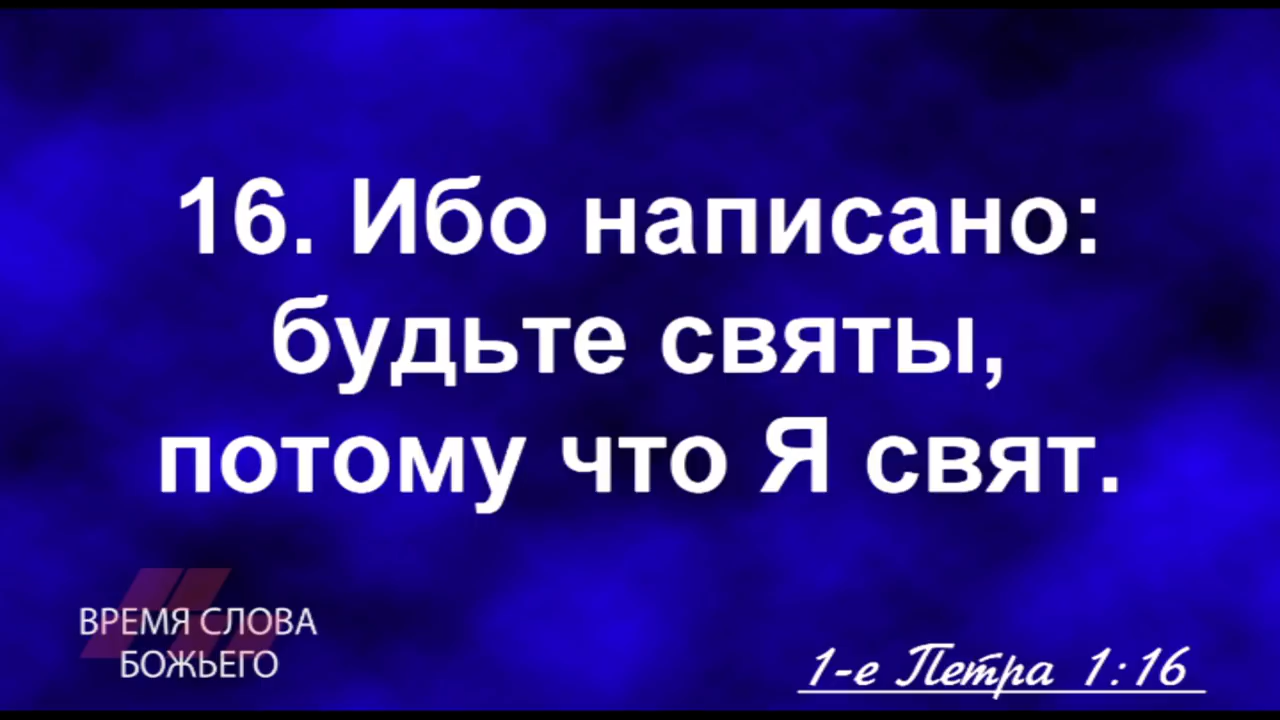 16. Ибо написано:
будьте святы,
потому что Я свят.
ВРЕМЯ СЛОВА
БОЖЬЕГО
1-е Петра 1:16